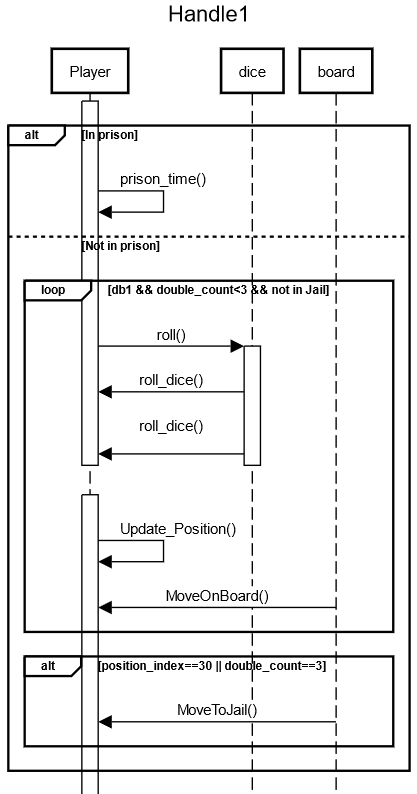 Handle1
Player dice board
alt [In prison]
prison_time()
[Not in prison]
loop [db1 && double_count<3 && not in Jail]
roll()
roll_dice()
roll_dice()
Update_Position()
MoveOnBoard()
alt [position_index==30 || double_count==3]
MoveToJail()